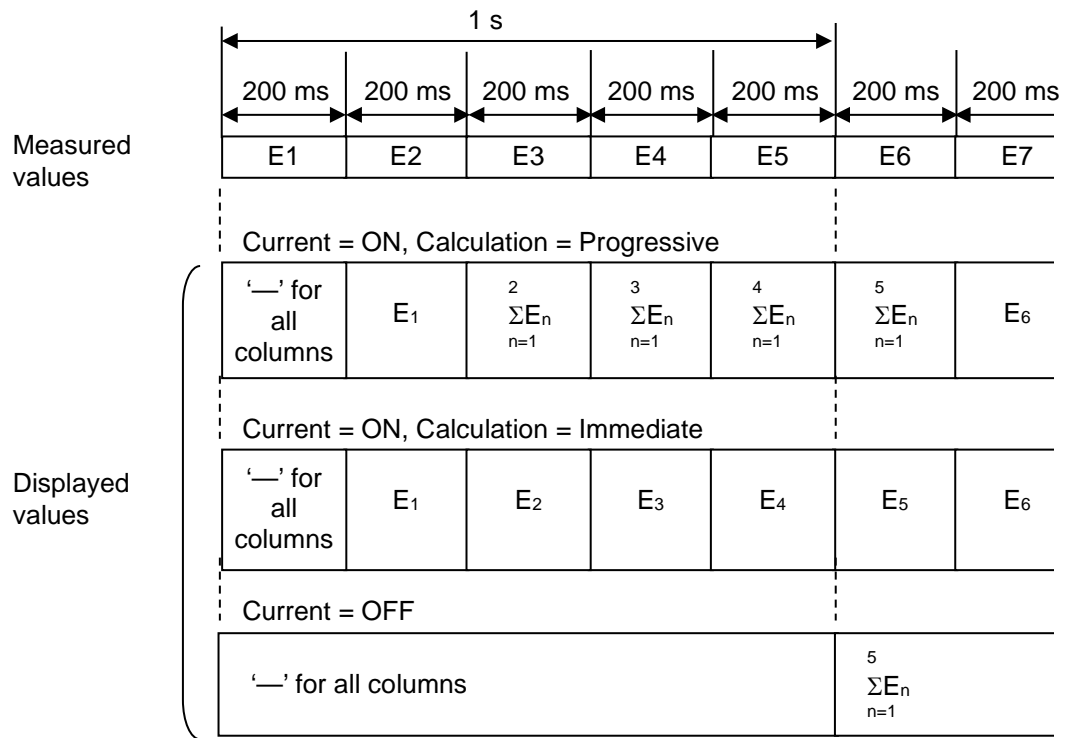 1 s
200 ms 200 ms 200 ms 200 ms 200 ms 200 ms 200 ms
Measured
values
E1 E2 E3 E4 E5 E6 E7
Current = ON, Calculation = Progressive
‘—’ for
all
columns
E1
2
ΣEn
n=1
3
ΣEn
n=1
4
ΣEn
n=1
5
ΣEn
n=1
E6
Current = ON, Calculation = Immediate
Displayed
values
‘—’ for
all
columns
E1 E2 E3 E4 E5 E6
Current = OFF
‘—’ for all columns
5
ΣEn
n=1